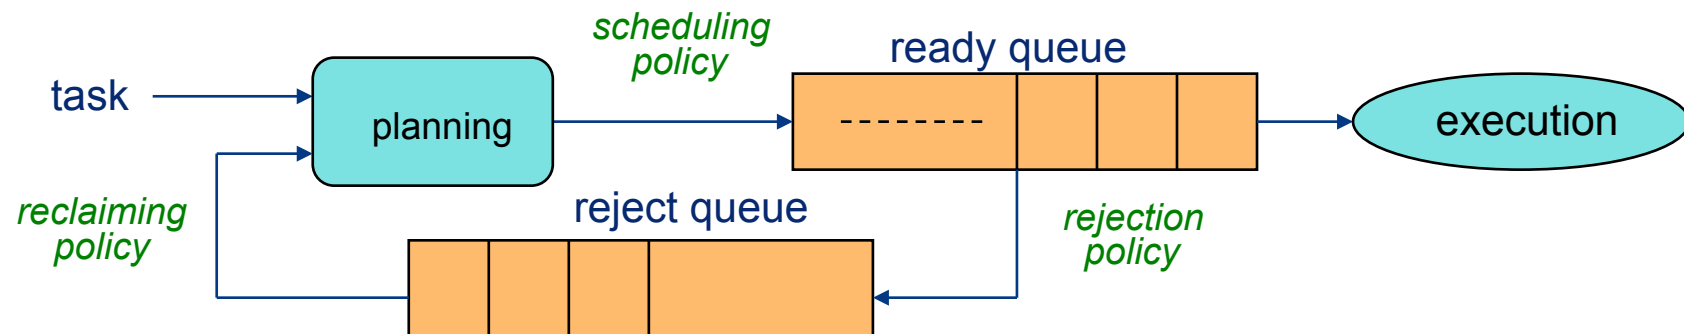 scheduling
policy
ready queue
task
planning
--------
execution
reclaiming
policy
reject queue
rejection
policy